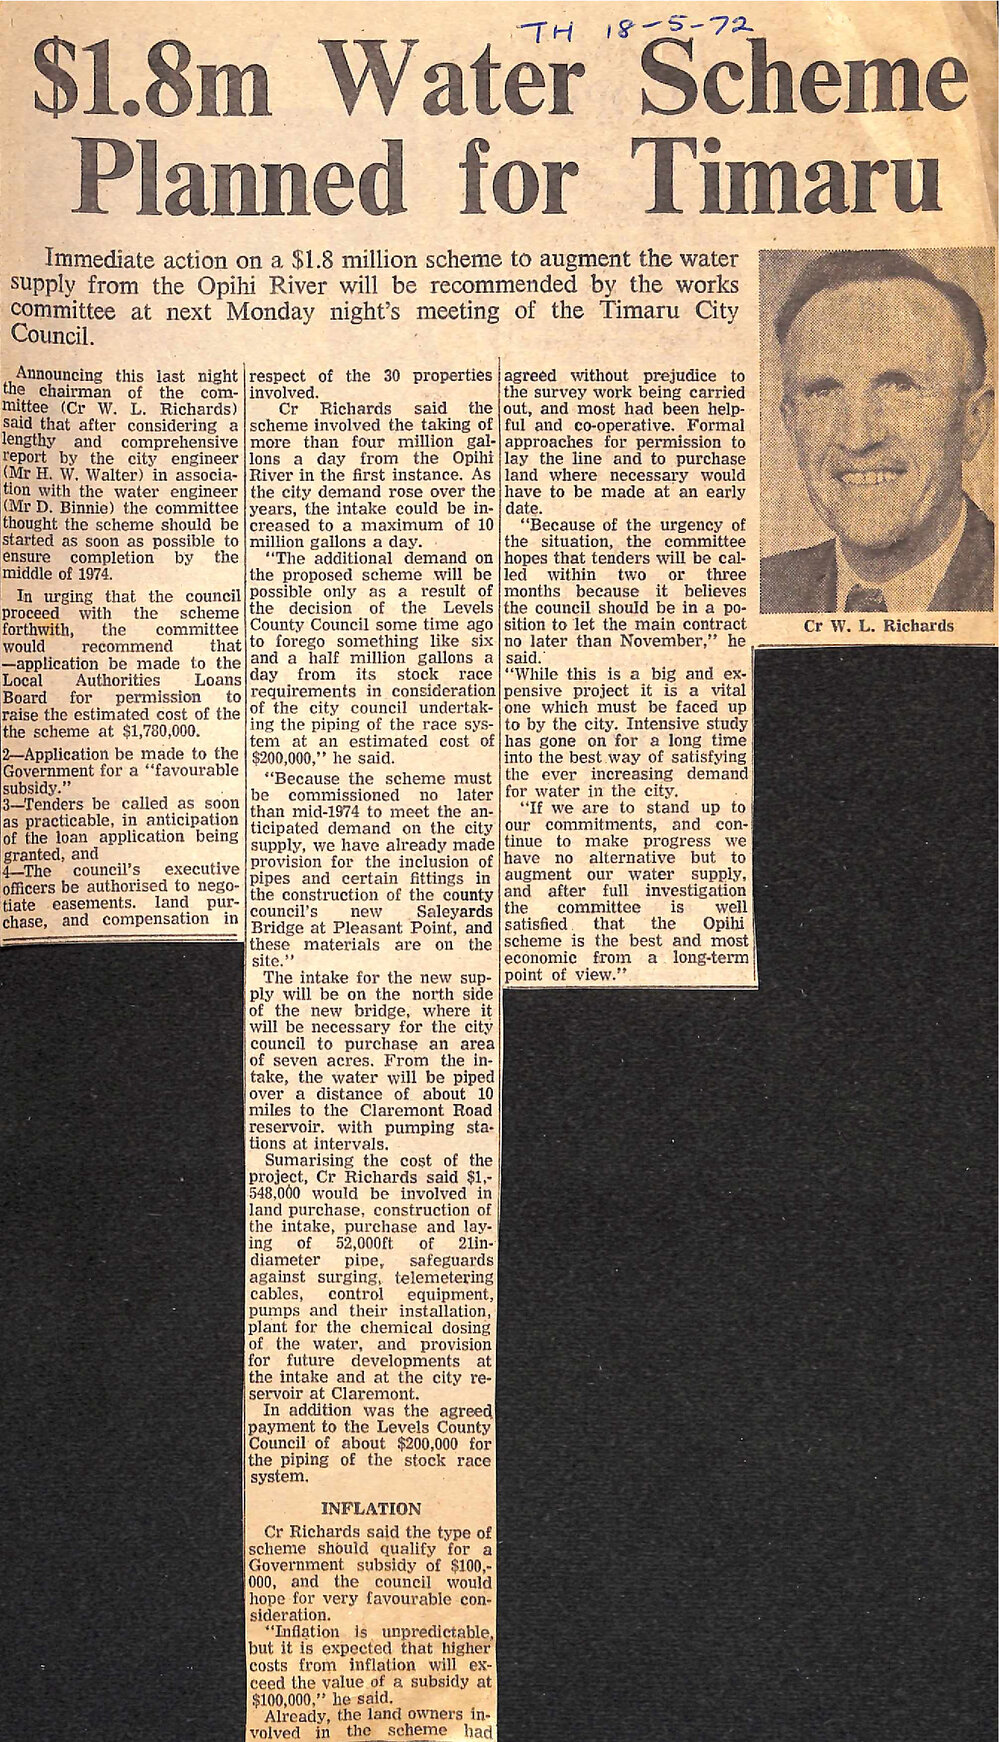 TH 18-5-72
$1.8m Water Scheme
Planned for Timaru
Immediate action on a $1.8 million scheme to augment the water
supply from the Opihi River will be recommended by the works
committee at next Monday night's meeting of the Timaru City
Council.
Announcing this last night
the chairman of the com-
mittee (Cr W. L. Richards)
said that after considering a
lengthy and comprehensive
report by the city engineer
(Mr H. W. Walter) in associa-
tion with the water engineer
(Mr D. Binnie) the committee
thought the scheme should be
started as soon as possible to
ensure completion by the
middle of 1974.
In urging that the council
proceed with the scheme
forthwith, the committee
would recommend that
—application be made to the
Local Authorities Loans
Board for permission to
raise the estimated cost of the
the scheme at $1,780,000.
2—Application be made to the
Government for a "favourable
subsidy."
3—Tenders be called as soon
as practicable, in anticipation
of the loan application being
granted, and
4—The council's executive
officers be authorised to nego-
tiate easements. land pur-
chase, and compensation in
respect of the 30 properties
involved.
Cr Richards said the
scheme involved the taking of
more than four million gal-
lons a day from the Opihi
River in the first instance. As
the city demand rose over the
years, the intake could be in-
creased to a maximum of 10
million gallons a day.
"The additional demand on
the proposed scheme will be
possible only as a result of
the decision of the Levels
County Council some time ago
to forego something like six
and a half million gallons a
day from its stock race
requirements in consideration
of the city council undertak-
ing the piping of the race sys-
tem at an estimated cost of
$200,000," he said.
"Because the scheme must
be commissioned no later
than mid-1974 to meet the an-
ticipated demand on the city
supply, we have already made
provision for the inclusion of
pipes and certain fittings in
the construction of the county
council's new Saleyards
Bridge at Pleasant Point, and
these materials are on the
site."
The intake for the new sup-
ply will be on the north side
of the new bridge, where it
will be necessary for the city
council to purchase an area
of seven acres. From the in-
take, the water will be piped
over a distance of about 10
miles to the Claremont Road
reservoir. with pumping sta-
tions at intervals.
Sumarising the cost of the
project, Cr Richards said $1,-
548,000 would be involved in
land purchase, construction of
the intake, purchase and lay-
ing of 52,000ft of 21in-
diameter pipe, safeguards
against surging, telemetering
cables, control equipment,
pumps and their installation,
plant for the chemical dosing
of the water, and provision
for future developments at
the intake and at the city re-
servoir at Claremont.
In addition was the agreed
payment to the Levels County
Council of about $200,000 for
the piping of the stock race
system.
INFLATION
Cr Richards said the type of
scheme should qualify for a
Government subsidy of $100,-
000, and the council would
hope for very favourable con-
sideration.
"Inflation is unpredictable,
but it is expected that higher
costs from inflation will ex-
ceed the value of a subsidy at
$100,000," he said.
Already, the land owners in-
volved in the scheme had
agreed without prejudice to
the survey work being carried
out, and most had been help-
ful and co-operative. Formal
approaches for permission to
lay the line and to purchase
land where necessary would
have to be made at an early
date.
"Because of the urgency of
the situation, the committee
hopes that tenders will be cal-
led within two or three
months because it believes
the council should be in a po-
sition to let the main contract
no later than November," he
said.
"While this is a big and ex-
pensive project it is a vital
one which must be faced up
to by the city. Intensive study
has gone on for a long time
into the best way of satisfying
the ever increasing demand
for water in the city.
"If we are to stand up to
our commitments, and con-
tinue to make progress we
have no alternative but to
augment our water supply,
and after full investigation
the committee is well
satisfied that the Opihi
scheme is the best and most
economic from a long-term
point of view."
Cr W. L. Richards